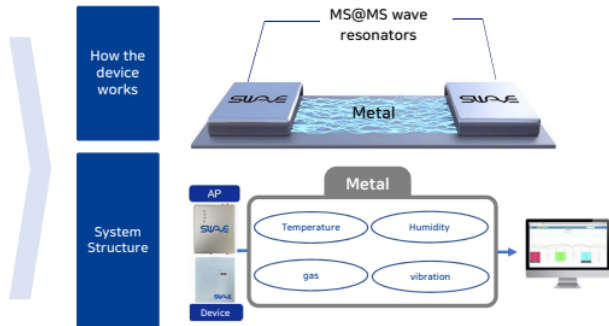 MS@MS wave
resonators
How the
device
works
SWAVE
SWAVE
Metal
System
Structure
AP
Metal
SWAVE
Temperature
Humidity
gas
vibration
SWAVE
Device